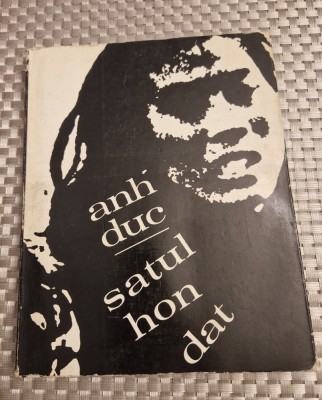 anh
duc
satul
hon
dat